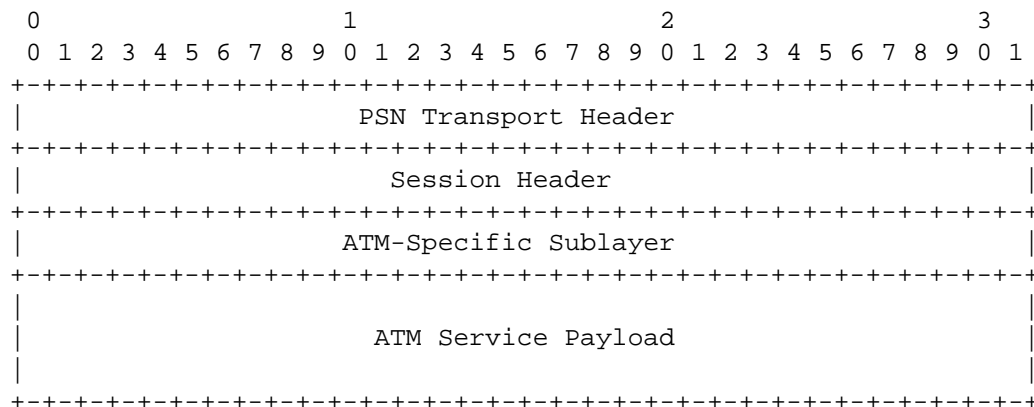 0                   1                   2                   3
 0 1 2 3 4 5 6 7 8 9 0 1 2 3 4 5 6 7 8 9 0 1 2 3 4 5 6 7 8 9 0 1
+-+-+-+-+-+-+-+-+-+-+-+-+-+-+-+-+-+-+-+-+-+-+-+-+-+-+-+-+-+-+-+-+
|                     PSN Transport Header                      |
+-+-+-+-+-+-+-+-+-+-+-+-+-+-+-+-+-+-+-+-+-+-+-+-+-+-+-+-+-+-+-+-+
|                       Session Header                          |
+-+-+-+-+-+-+-+-+-+-+-+-+-+-+-+-+-+-+-+-+-+-+-+-+-+-+-+-+-+-+-+-+
|                    ATM-Specific Sublayer                      |
+-+-+-+-+-+-+-+-+-+-+-+-+-+-+-+-+-+-+-+-+-+-+-+-+-+-+-+-+-+-+-+-+
|                                                               |
|                      ATM Service Payload                      |
|                                                               |
+-+-+-+-+-+-+-+-+-+-+-+-+-+-+-+-+-+-+-+-+-+-+-+-+-+-+-+-+-+-+-+-+